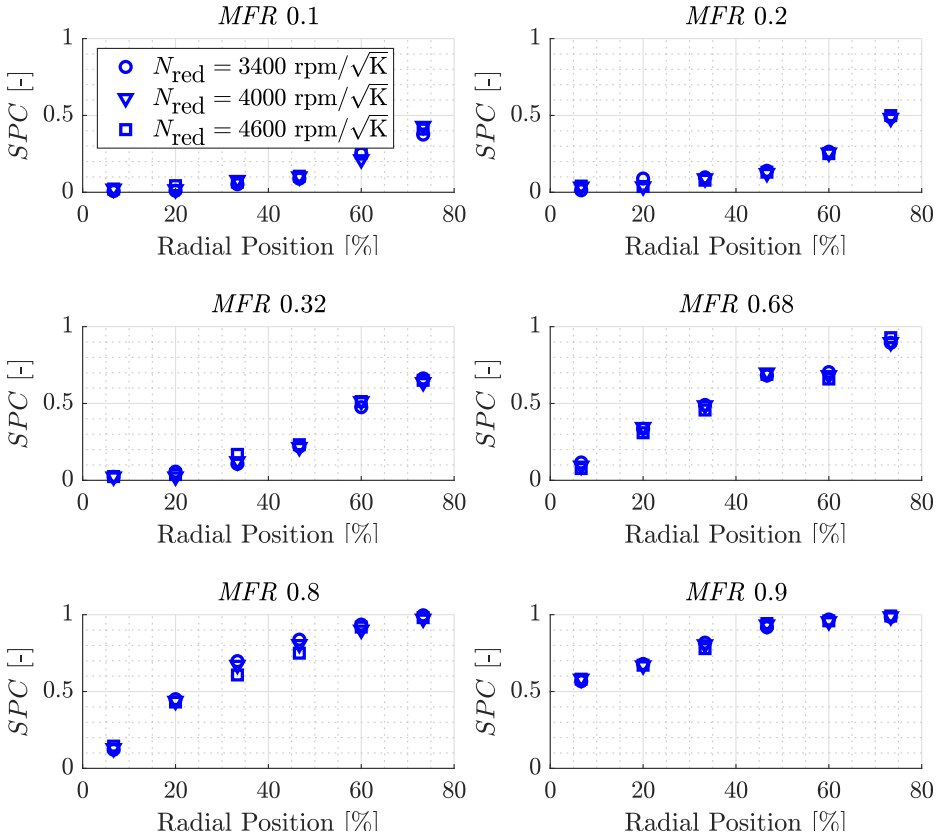 MFR 0.1
MFR 0.2
1
0.5
0
SPC [-]
N_red = 3400 rpm/√K
N_red = 4000 rpm/√K
N_red = 4600 rpm/√K
0 20 40 60 80
Radial Position [%]
1
0.5
0
SPC [-]
0 20 40 60 80
Radial Position [%]
MFR 0.32
MFR 0.68
1
0.5
0
SPC [-]
0 20 40 60 80
Radial Position [%]
1
0.5
0
SPC [-]
0 20 40 60 80
Radial Position [%]
MFR 0.8
MFR 0.9
1
0.5
0
SPC [-]
0 20 40 60 80
Radial Position [%]
1
0.5
0
SPC [-]
0 20 40 60 80
Radial Position [%]